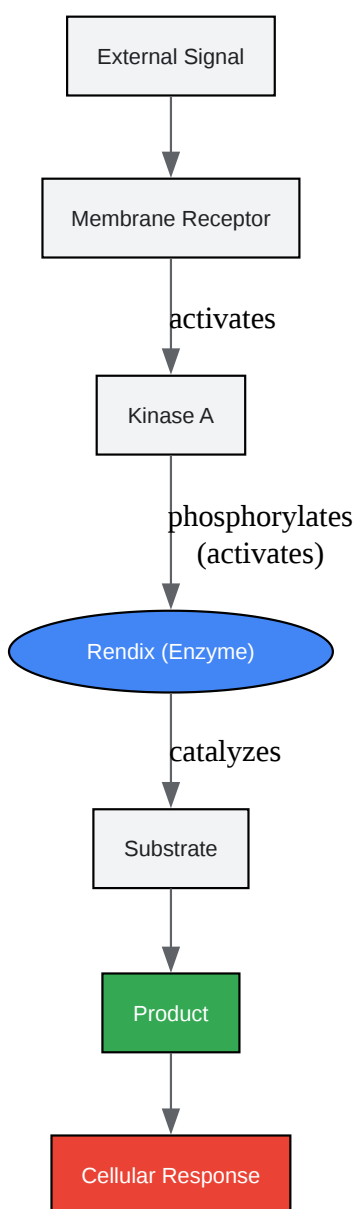 External Signal
Membrane Receptor
activates
Kinase A
phosphorylates
(activates)
Rendix (Enzyme)
catalyzes
Substrate
Product
Cellular Response